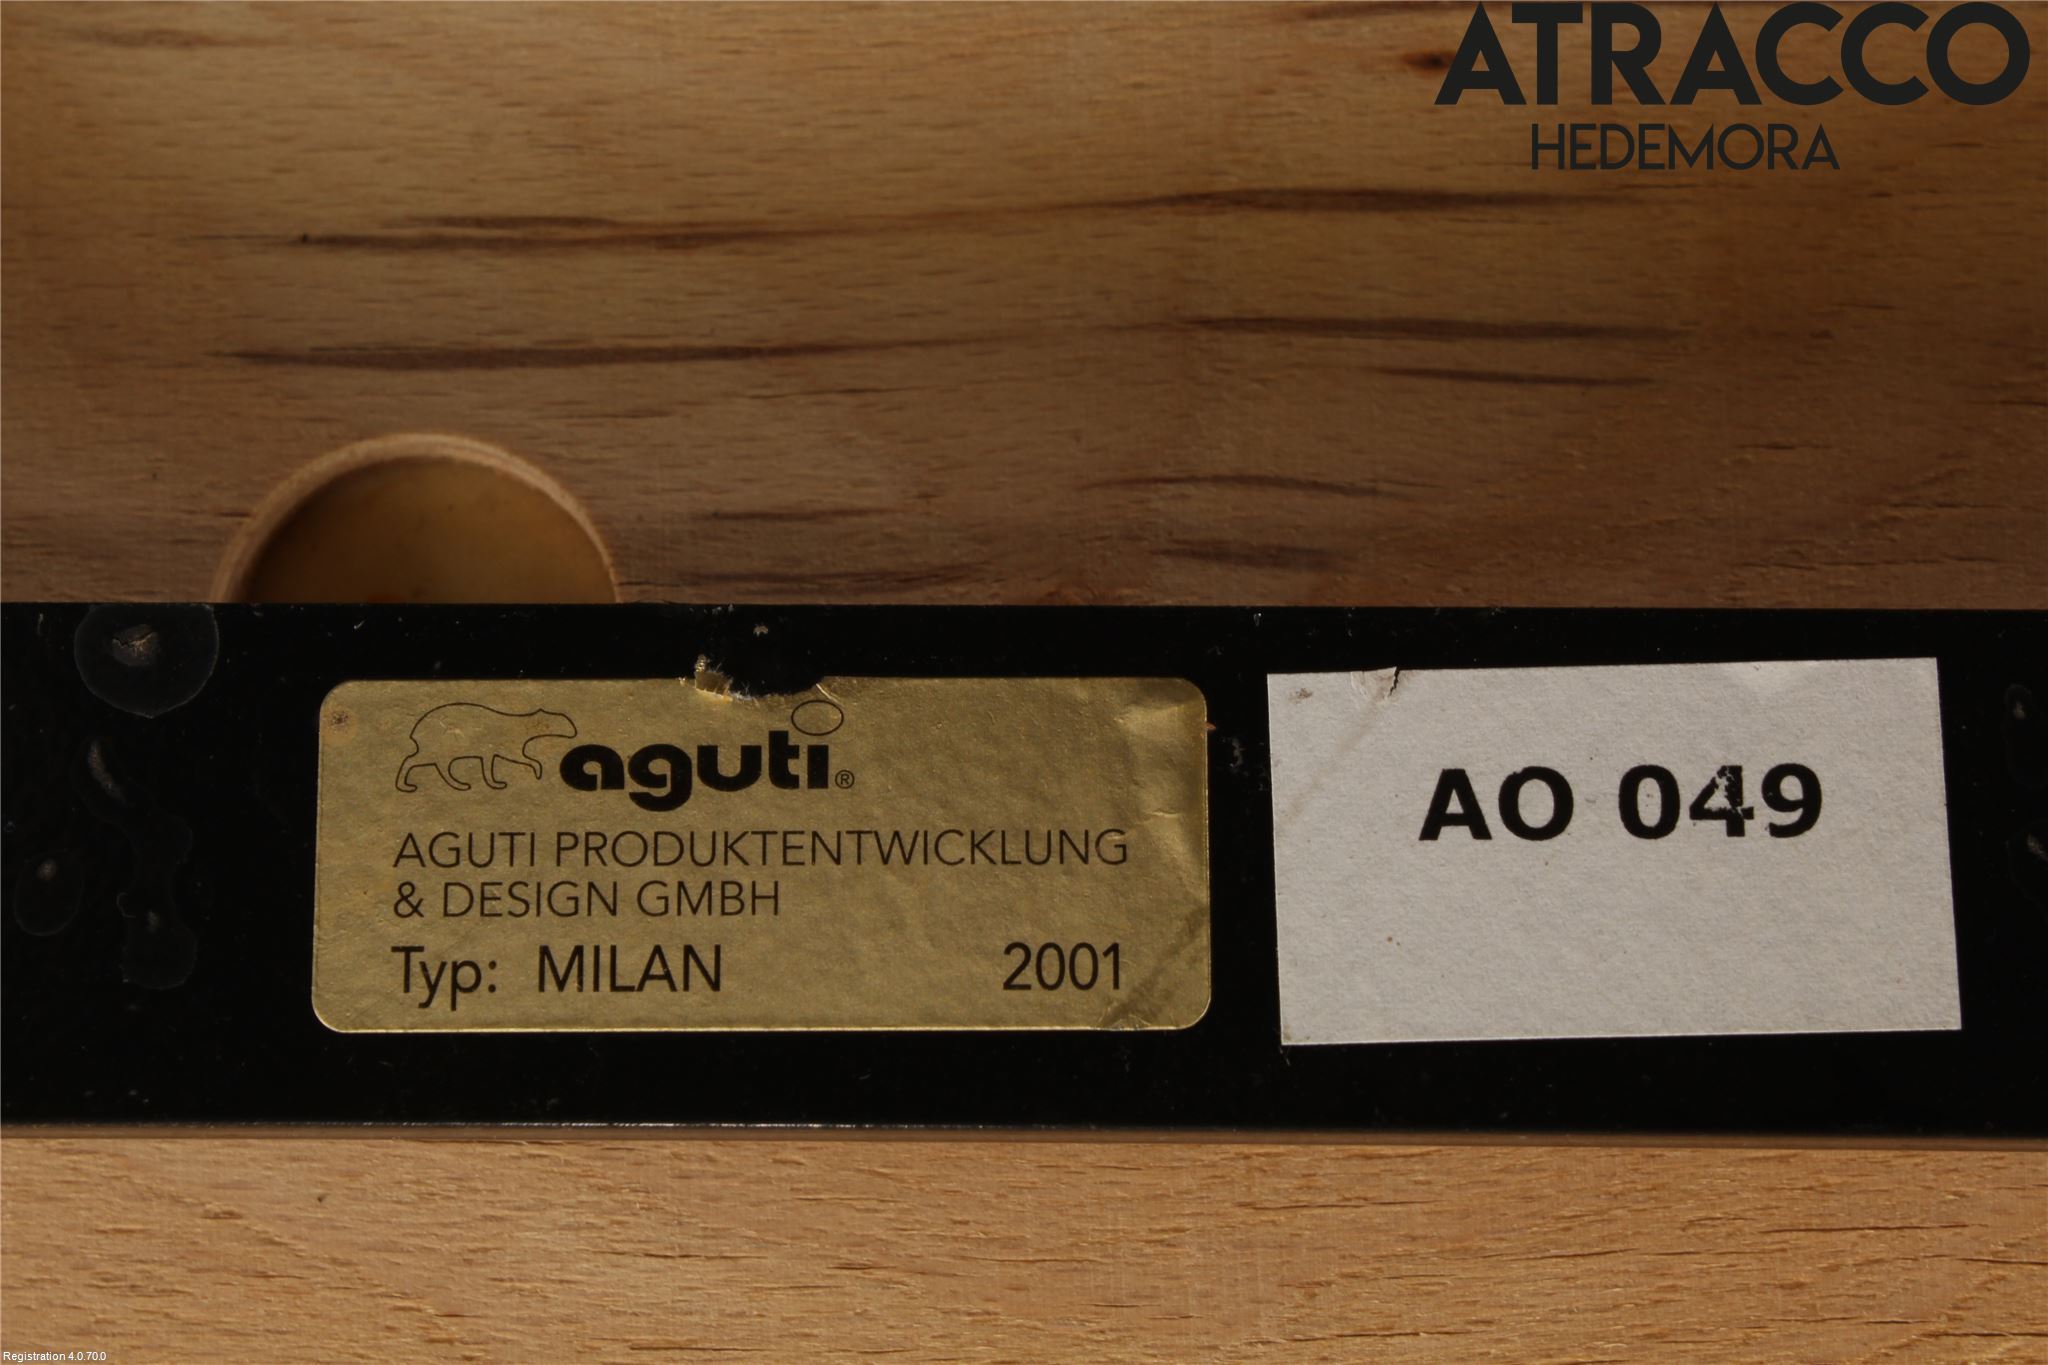 ATRACCO
HEDEMORA
aguti®
AGUTI PRODUKTENTWICKLUNG
& DESIGN GMBH
Typ: MILAN 2001
AO 049
Registration 4.0.70.0